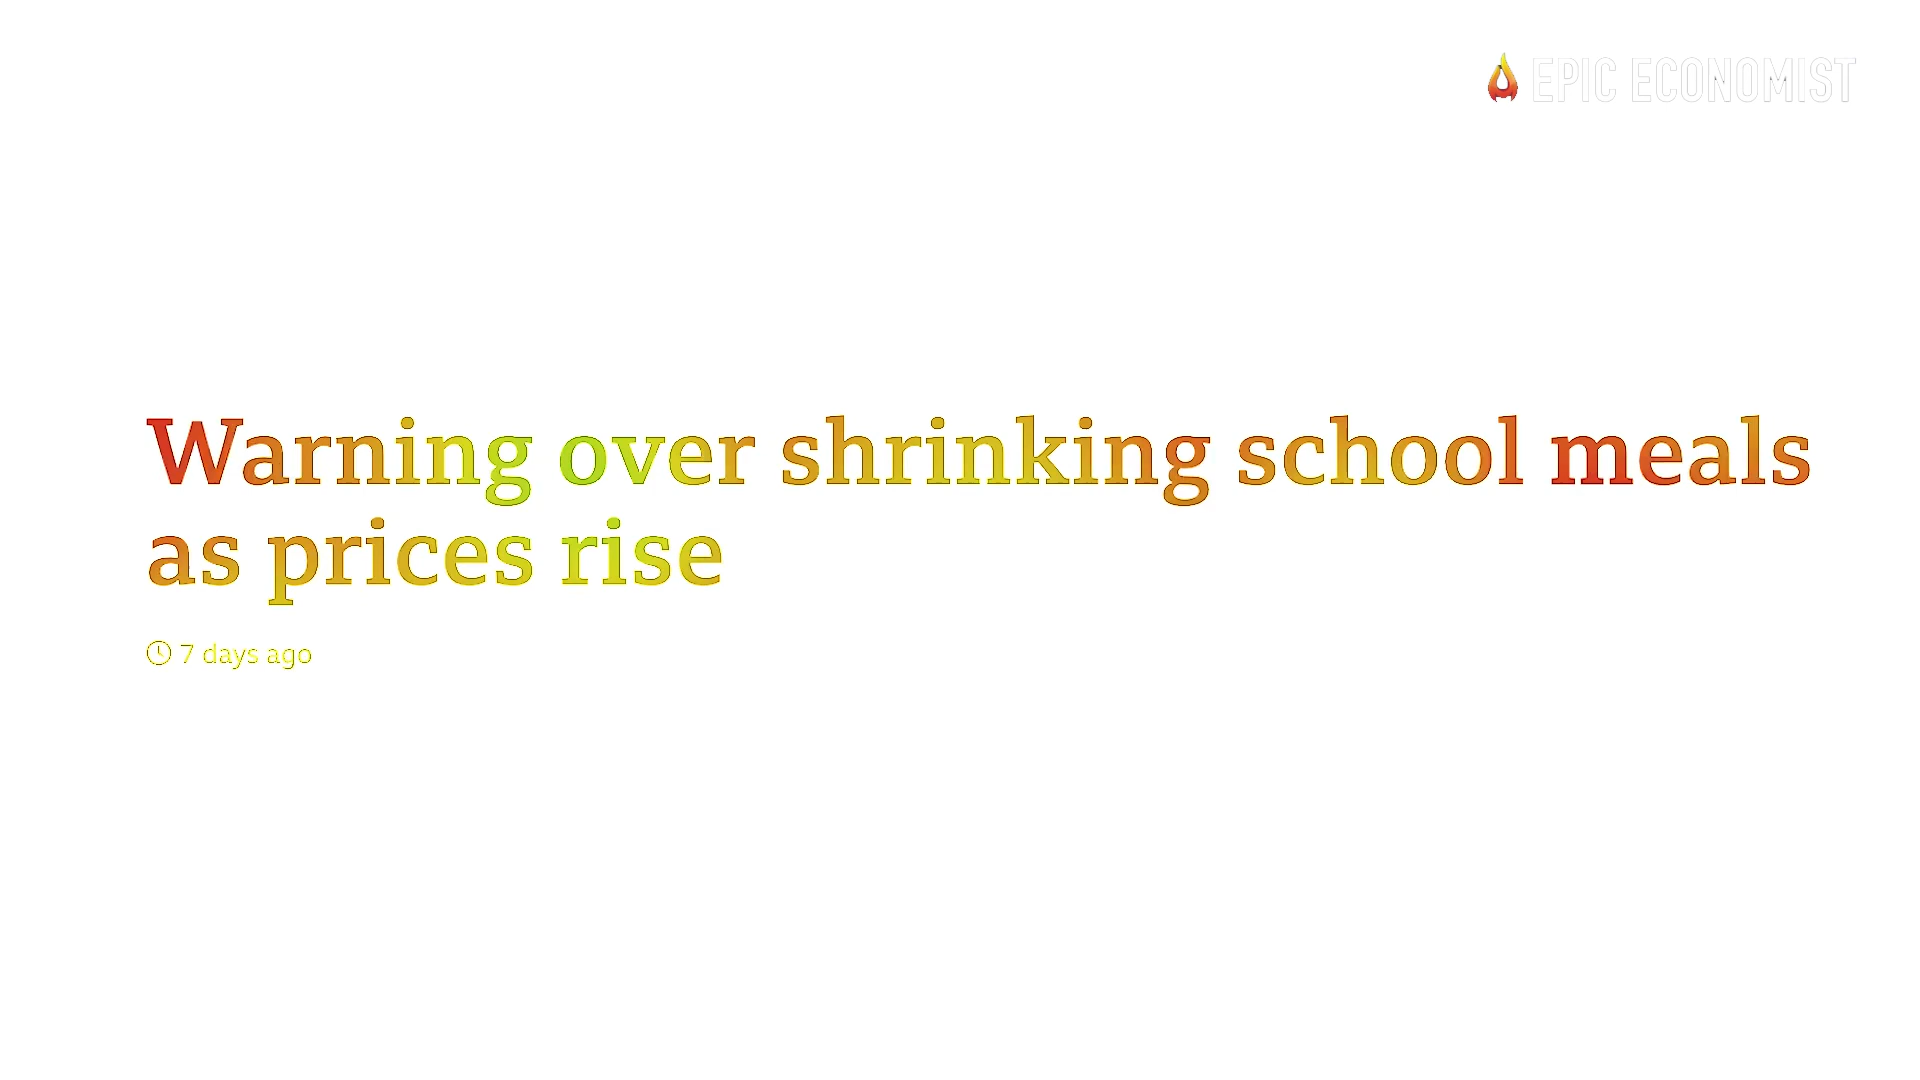 EPIC ECONOMIST
Warning over shrinking school meals
as prices rise
7 days ago